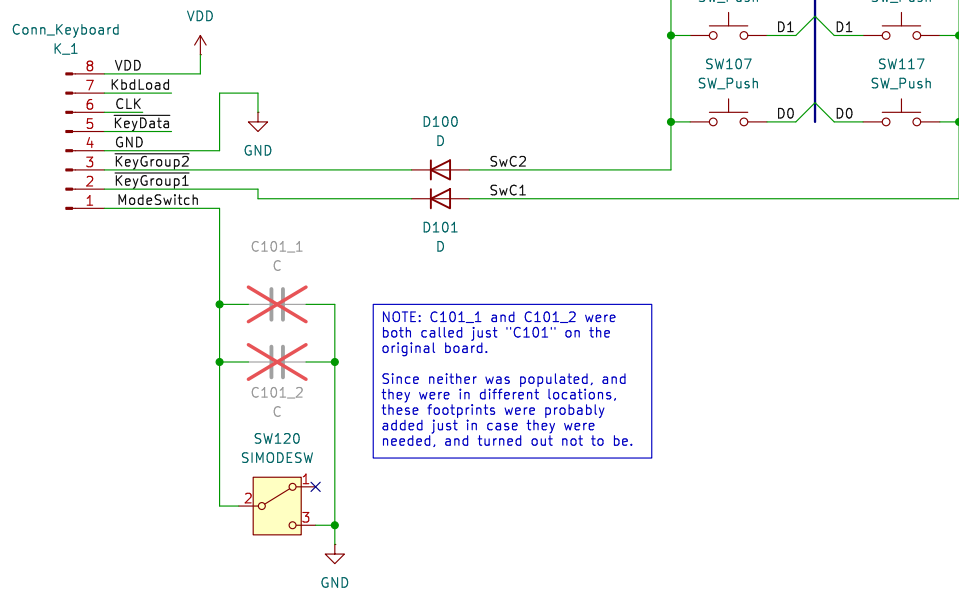 SW_Push
SW_Push
D1
D1
SW107
SW_Push
SW117
SW_Push
D0
D0
VDD
Conn_Keyboard
K_1
8 VDD
7 KbdLoad
6 CLK
5 KeyData
4 GND
3 KeyGroup2
2 KeyGroup1
1 ModeSwitch
GND
D100
D
SwC2
SwC1
D101
D
C101_1
C
C101_2
C
NOTE: C101_1 and C101_2 were
both called just "C101" on the
original board.
Since neither was populated, and
they were in different locations,
these footprints were probably
added just in case they were
needed, and turned out not to be.
SW120
SIMODESW
1
2
3
GND